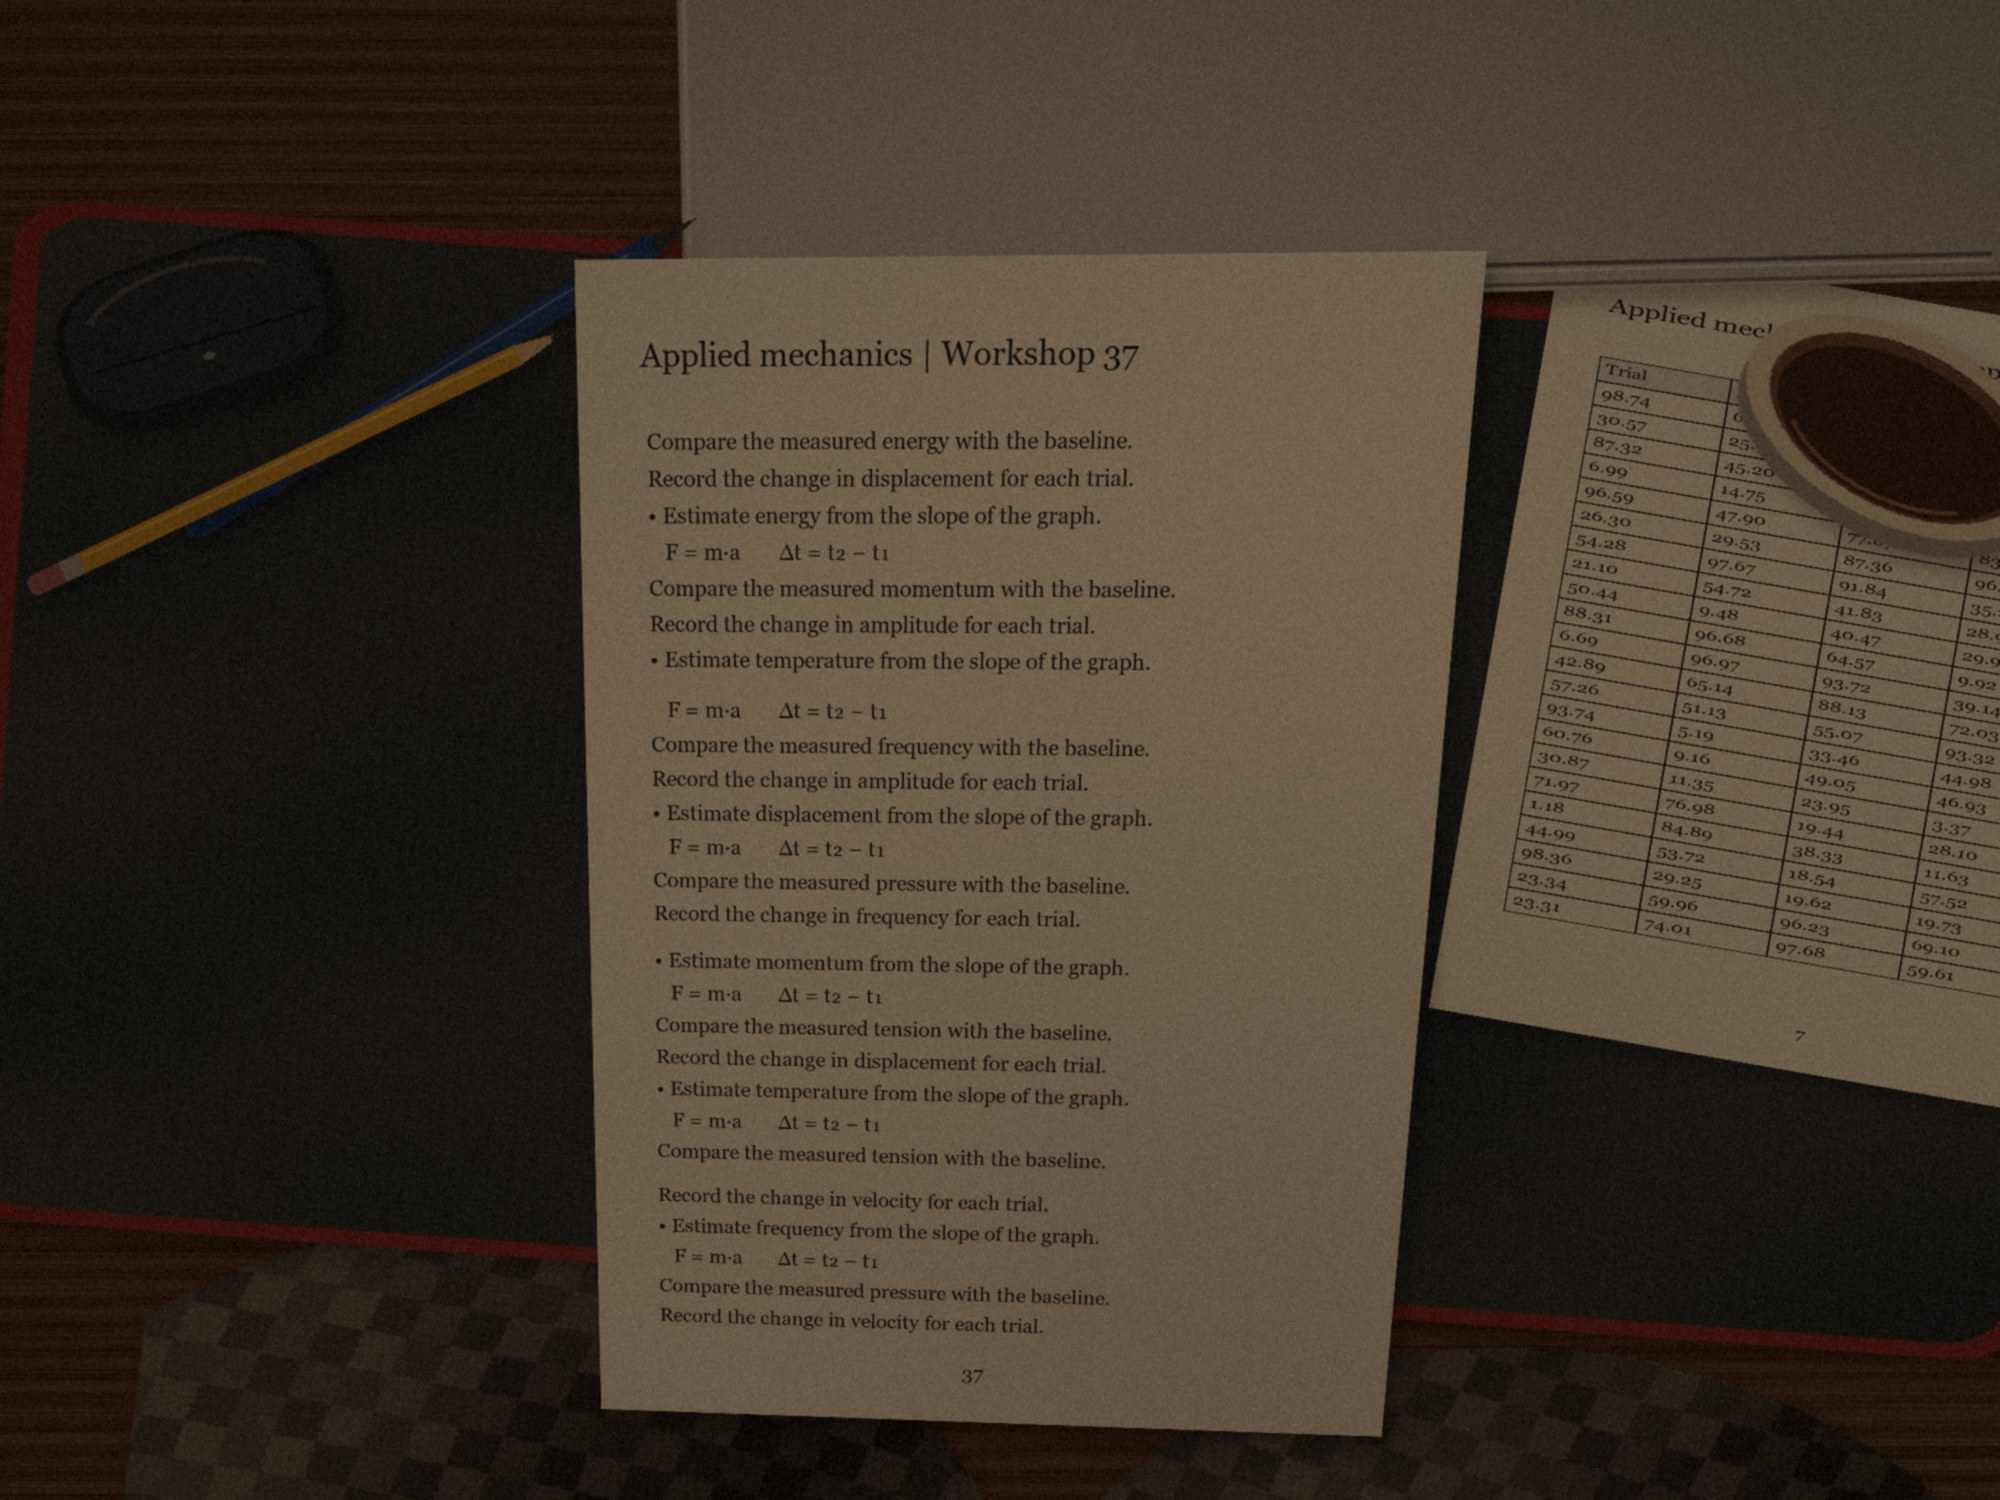 Applied mechanics | Workshop 37
Compare the measured energy with the baseline.
Record the change in displacement for each trial.
• Estimate energy from the slope of the graph.
F = m·a Δt = t2 − t1
Compare the measured momentum with the baseline.
Record the change in amplitude for each trial.
• Estimate temperature from the slope of the graph.
F = m·a Δt = t2 − t1
Compare the measured frequency with the baseline.
Record the change in amplitude for each trial.
• Estimate displacement from the slope of the graph.
F = m·a Δt = t2 − t1
Compare the measured pressure with the baseline.
Record the change in frequency for each trial.
• Estimate momentum from the slope of the graph.
F = m·a Δt = t2 − t1
Compare the measured tension with the baseline.
Record the change in displacement for each trial.
• Estimate temperature from the slope of the graph.
F = m·a Δt = t2 − t1
Compare the measured tension with the baseline.
Record the change in velocity for each trial.
• Estimate frequency from the slope of the graph.
F = m·a Δt = t2 − t1
Compare the measured pressure with the baseline.
Record the change in velocity for each trial.
37
Applied
Trial
98.74
30.57
87.32 45.20
6.99 14.75
96.59 47.90
26.30 29.53 87.36
54.28 97.67 91.84
21.10 54.72 41.83
50.44 9.48 40.47
88.31 96.68 64.57 9.92
6.69 96.97 93.72 39.14
42.89 65.14 88.13 72.03
57.26 51.13 55.07 93.32
93.74 5.19 33.46 44.98
60.76 9.16 49.05 46.93
30.87 11.35 23.95 3.37
71.97 76.98 19.44 28.10
1.18 84.89 38.33 11.63
44.99 53.72 18.54 57.52
98.36 29.25 19.62 19.73
23.34 59.96 96.23 69.10
23.31 74.01 97.68 59.61
7